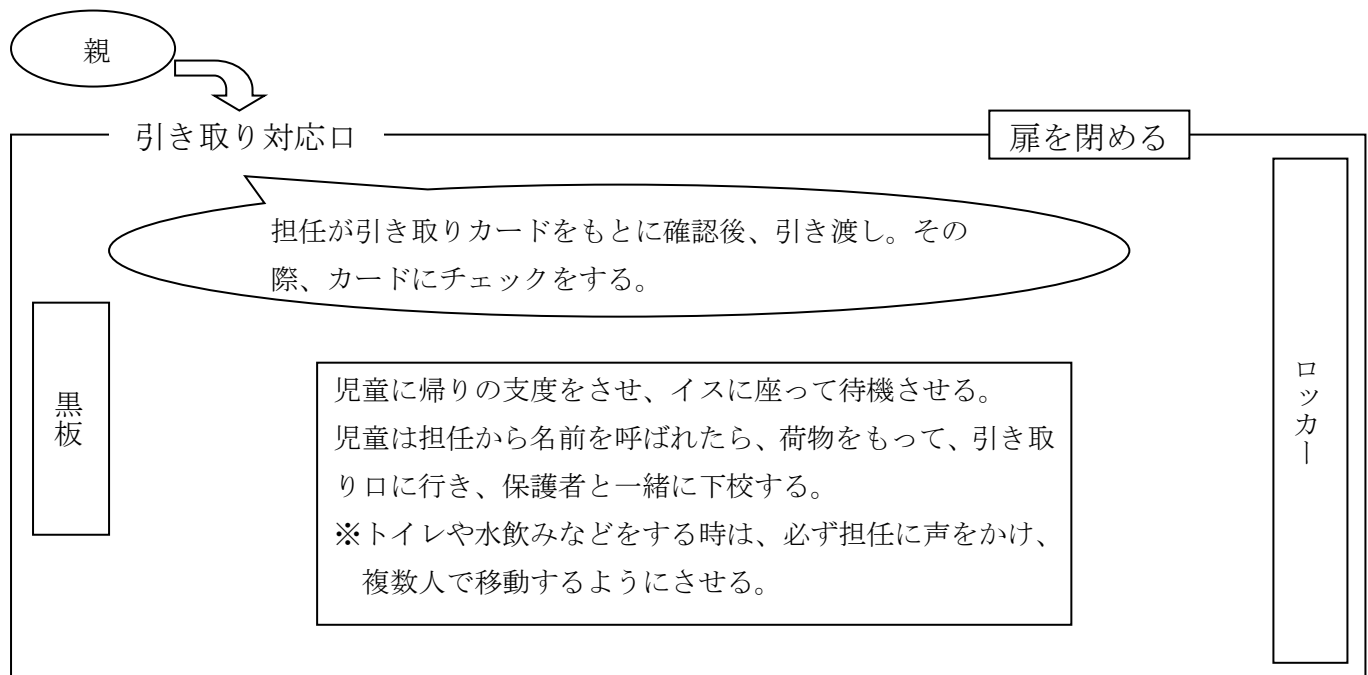 親
引き取り対応口
扉を閉める
担任が引き取りカードをもとに確認後、引き渡し。その
際、カードにチェックをする。
黒板
児童に帰りの支度をさせ、イスに座って待機させる。
児童は担任から名前を呼ばれたら、荷物をもって、引き取
り口に行き、保護者と一緒に下校する。
※トイレや水飲みなどをする時は、必ず担任に声をかけ、
複数人で移動するようにさせる。
ロッカー